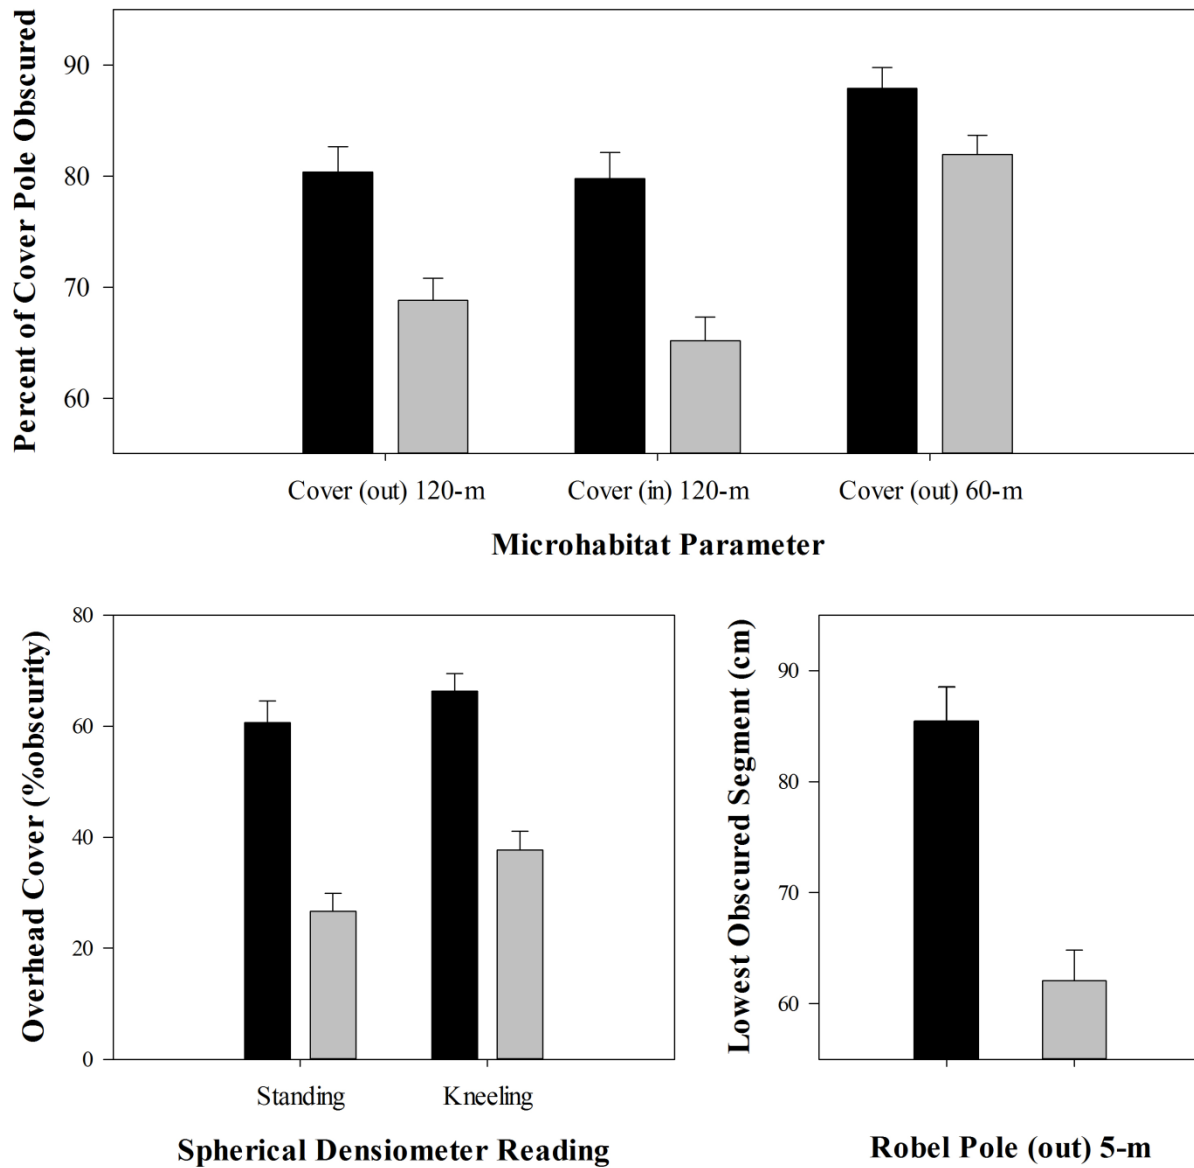 Percent of Cover Pole Obscured
90
80
70
60
Cover (out) 120-m
Cover (in) 120-m
Cover (out) 60-m
Microhabitat Parameter
Overhead Cover (%obscurity)
80
60
40
20
0
Standing
Kneeling
Spherical Densiometer Reading
Lowest Obscured Segment (cm)
90
80
70
60
Robel Pole (out) 5-m